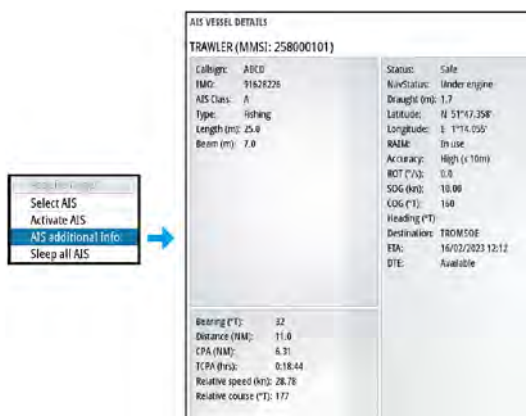 Select AIS
Activate AIS
AIS additional info
Sleep all AIS
AIS VESSEL DETAILS
TRAWLER (MMSI: 258000101)
Callsign: ABCD
IMO: 91628226
AIS Class: A
Type: Fishing
Length (m): 25.0
Beam (m): 7.0
Bearing (°T): 32
Distance (NM): 11.0
CPA (NM): 6.31
TCPA (hrs): 0:18:44
Relative speed (kn): 28.78
Relative course (°T): 177
Status: Safe
NavStatus: Under engine
Draught (m): 1.7
Latitude: N 51°47.358'
Longitude: E 1°14.055'
RAIM: In use
Accuracy: High (< 10m)
ROT (°/s): 0.0
SOG (kn): 10.00
COG (°T): 160
Heading (°T)
Destination: TROMSOE
ETA: 16/02/2023 12:12
DTE: Available